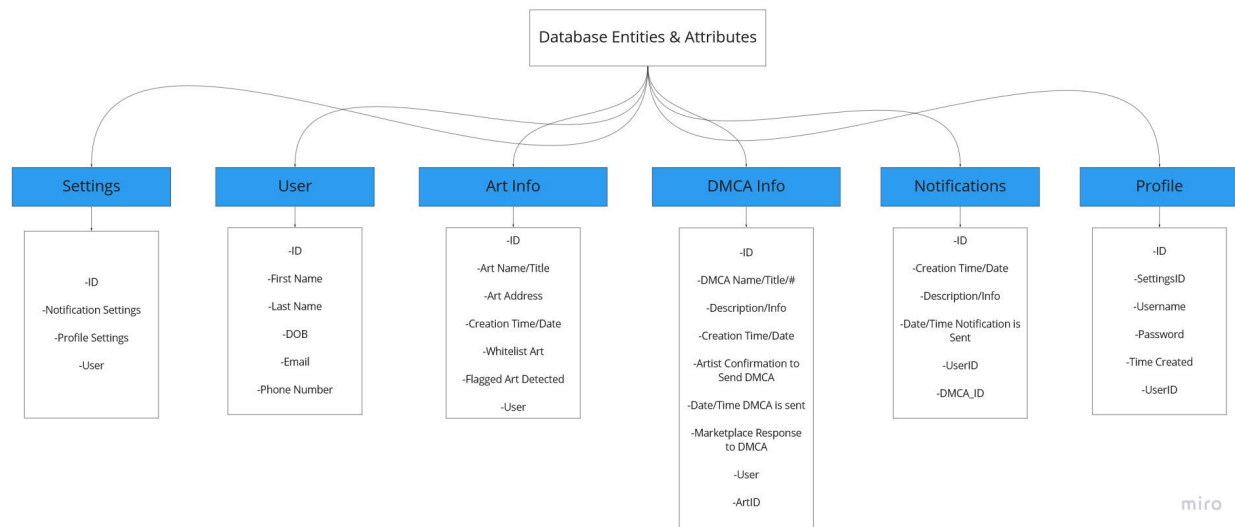 Database Entities & Attributes
Settings
User
Art Info
DMCA Info
Notifications
Profile
-ID
-Notification Settings
-Profile Settings
-User
-ID
-First Name
-Last Name
-DOB
-Email
-Phone Number
-ID
-Art Name/Title
-Art Address
-Creation Time/Date
-Whitelist Art
-Flagged Art Detected
-User
-ID
-DMCA Name/Title/#
-Description/Info
-Creation Time/Date
-Artist Confirmation to
Send DMCA
-Date/Time DMCA is sent
-Marketplace Response
to DMCA
-User
-ArtID
-ID
-Creation Time/Date
-Description/Info
-Date/Time Notification is
Sent
-UserID
-DMCA_ID
-ID
-SettingsID
-Username
-Password
-Time Created
-UserID
miro